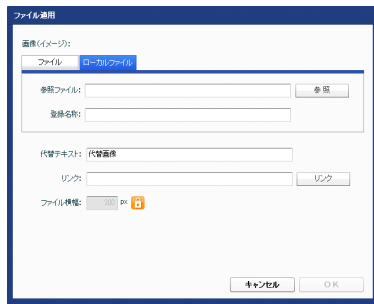 ファイル適用
画像(イメージ):
ファイル ローカルファイル
参照ファイル: 参照
登録名称:
代替テキスト: 代替画像
リンク: リンク
ファイル横幅: 200 px
キャンセル OK